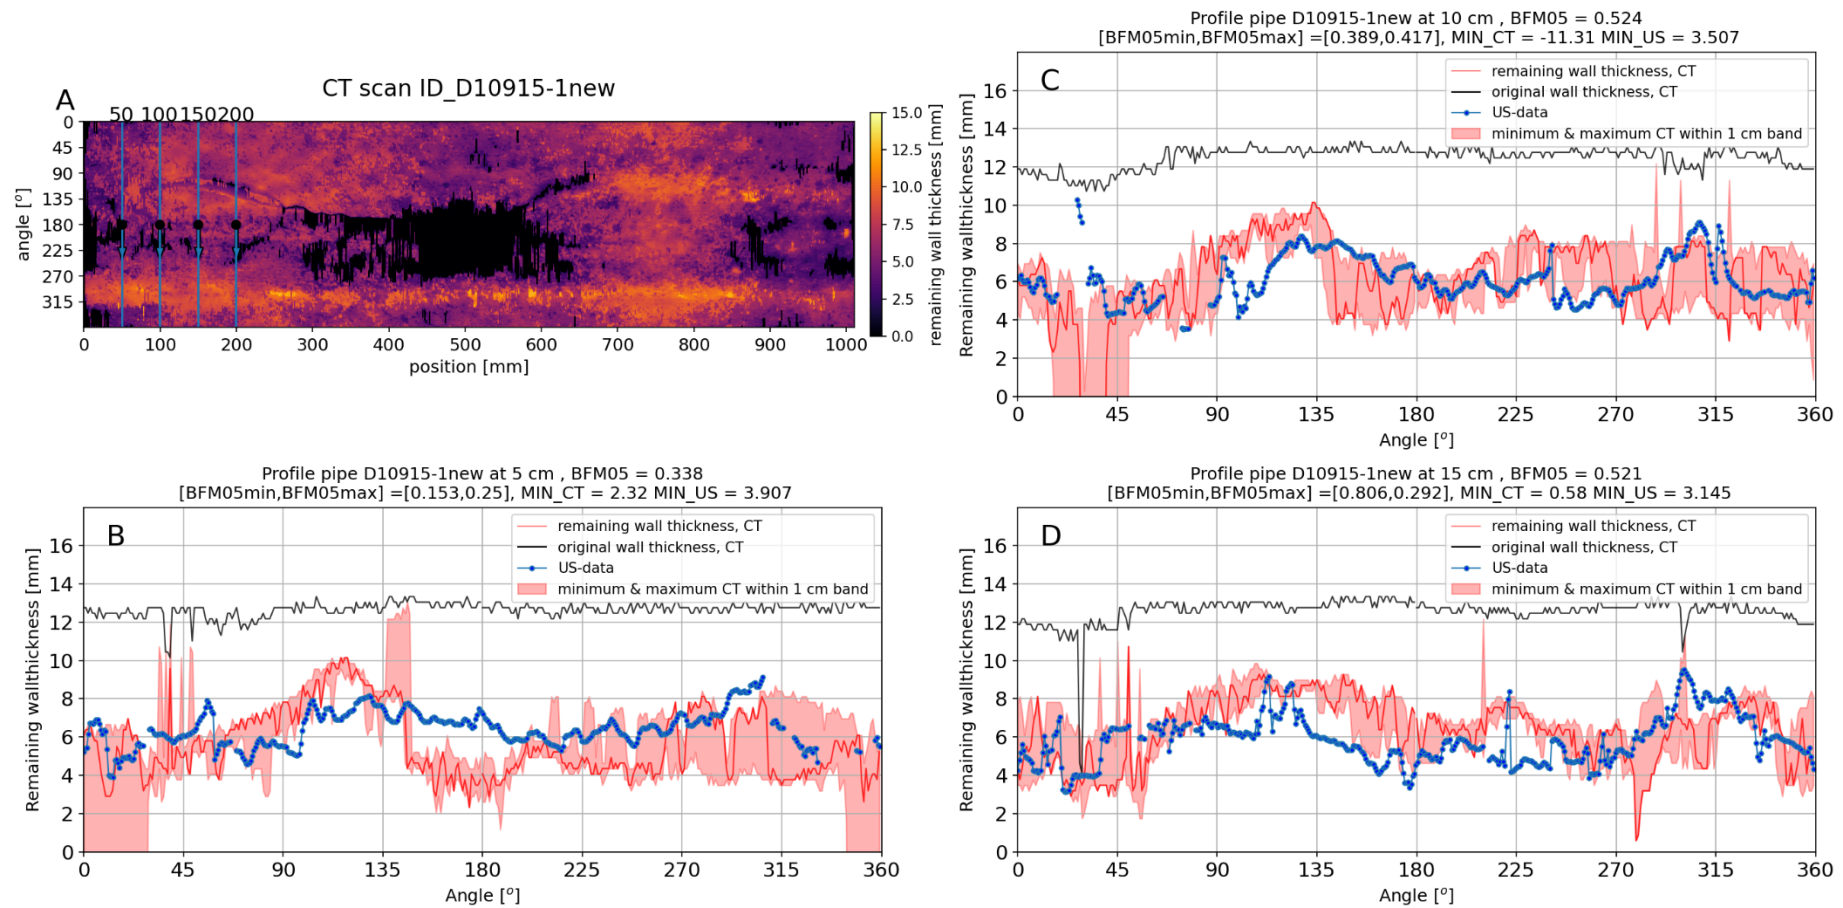 A
CT scan ID_D10915-1new
50 100 150 200
0
45
90
135
180
225
270
315
angle [°]
0 100 200 300 400 500 600 700 800 900 1000
position [mm]
15.0
12.5
10.0
7.5
5.0
2.5
0.0
remaining wall thickness [mm]
Profile pipe D10915-1new at 10 cm , BFM05 = 0.524
[BFM05min,BFM05max] =[0.389,0.417], MIN_CT = -11.31 MIN_US = 3.507
C
remaining wall thickness, CT
original wall thickness, CT
US-data
minimum & maximum CT within 1 cm band
16
14
12
10
8
6
4
2
0
Remaining wallthickness [mm]
0 45 90 135 180 225 270 315 360
Angle [°]
Profile pipe D10915-1new at 5 cm , BFM05 = 0.338
[BFM05min,BFM05max] =[0.153,0.25], MIN_CT = 2.32 MIN_US = 3.907
B
remaining wall thickness, CT
original wall thickness, CT
US-data
minimum & maximum CT within 1 cm band
16
14
12
10
8
6
4
2
0
Remaining wallthickness [mm]
0 45 90 135 180 225 270 315 360
Angle [°]
Profile pipe D10915-1new at 15 cm , BFM05 = 0.521
[BFM05min,BFM05max] =[0.806,0.292], MIN_CT = 0.58 MIN_US = 3.145
D
remaining wall thickness, CT
original wall thickness, CT
US-data
minimum & maximum CT within 1 cm band
16
14
12
10
8
6
4
2
0
Remaining wallthickness [mm]
0 45 90 135 180 225 270 315 360
Angle [°]